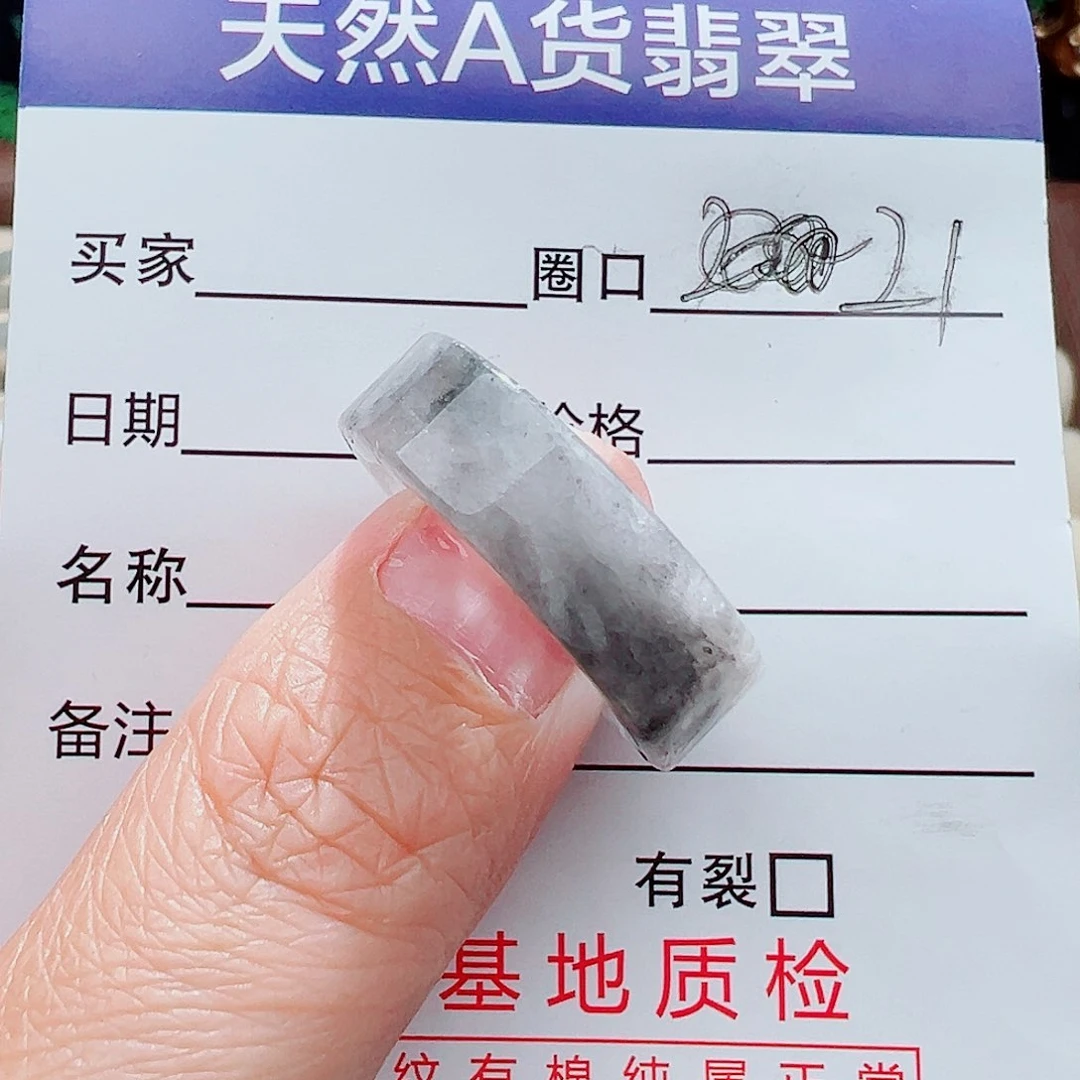 天然A货翡翠
买家 圈口 21
日期 格
名称
备注
有裂
基地质检
纹有棉纯属正常